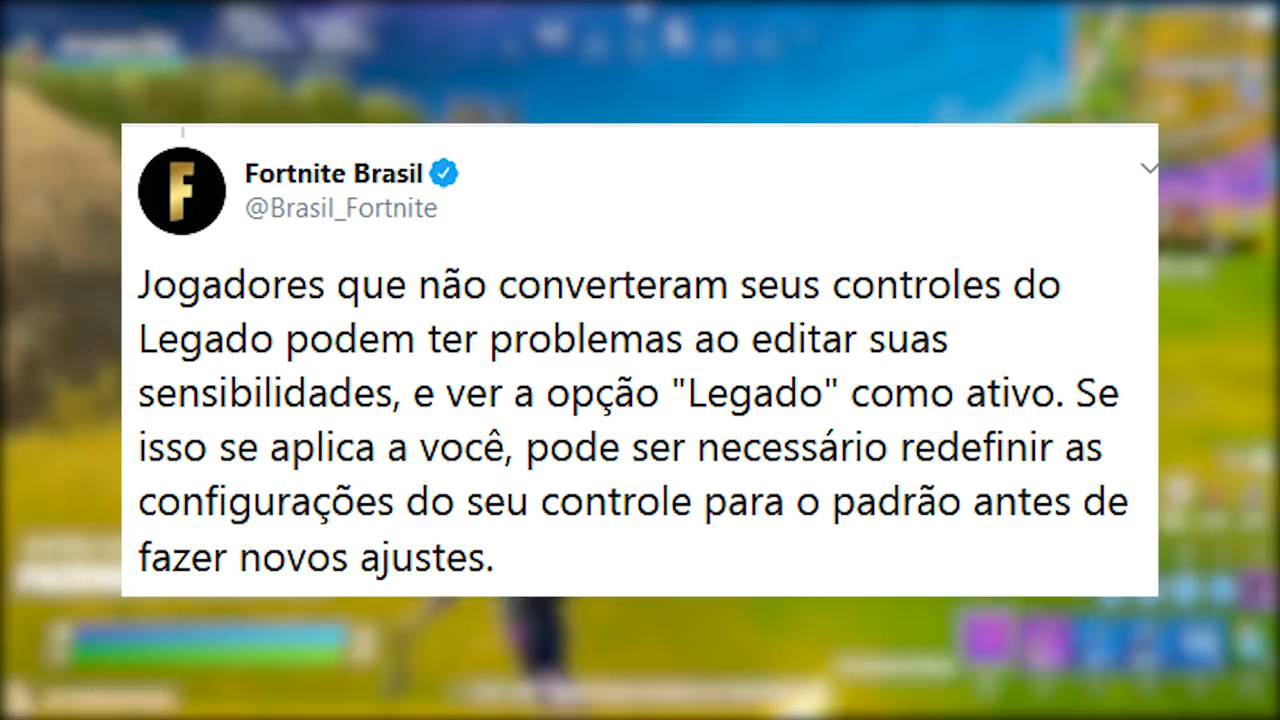 Fortnite Brasil
@Brasil_Fortnite
Jogadores que não converteram seus controles do
Legado podem ter problemas ao editar suas
sensibilidades, e ver a opção "Legado" como ativo. Se
isso se aplica a você, pode ser necessário redefinir as
configurações do seu controle para o padrão antes de
fazer novos ajustes.